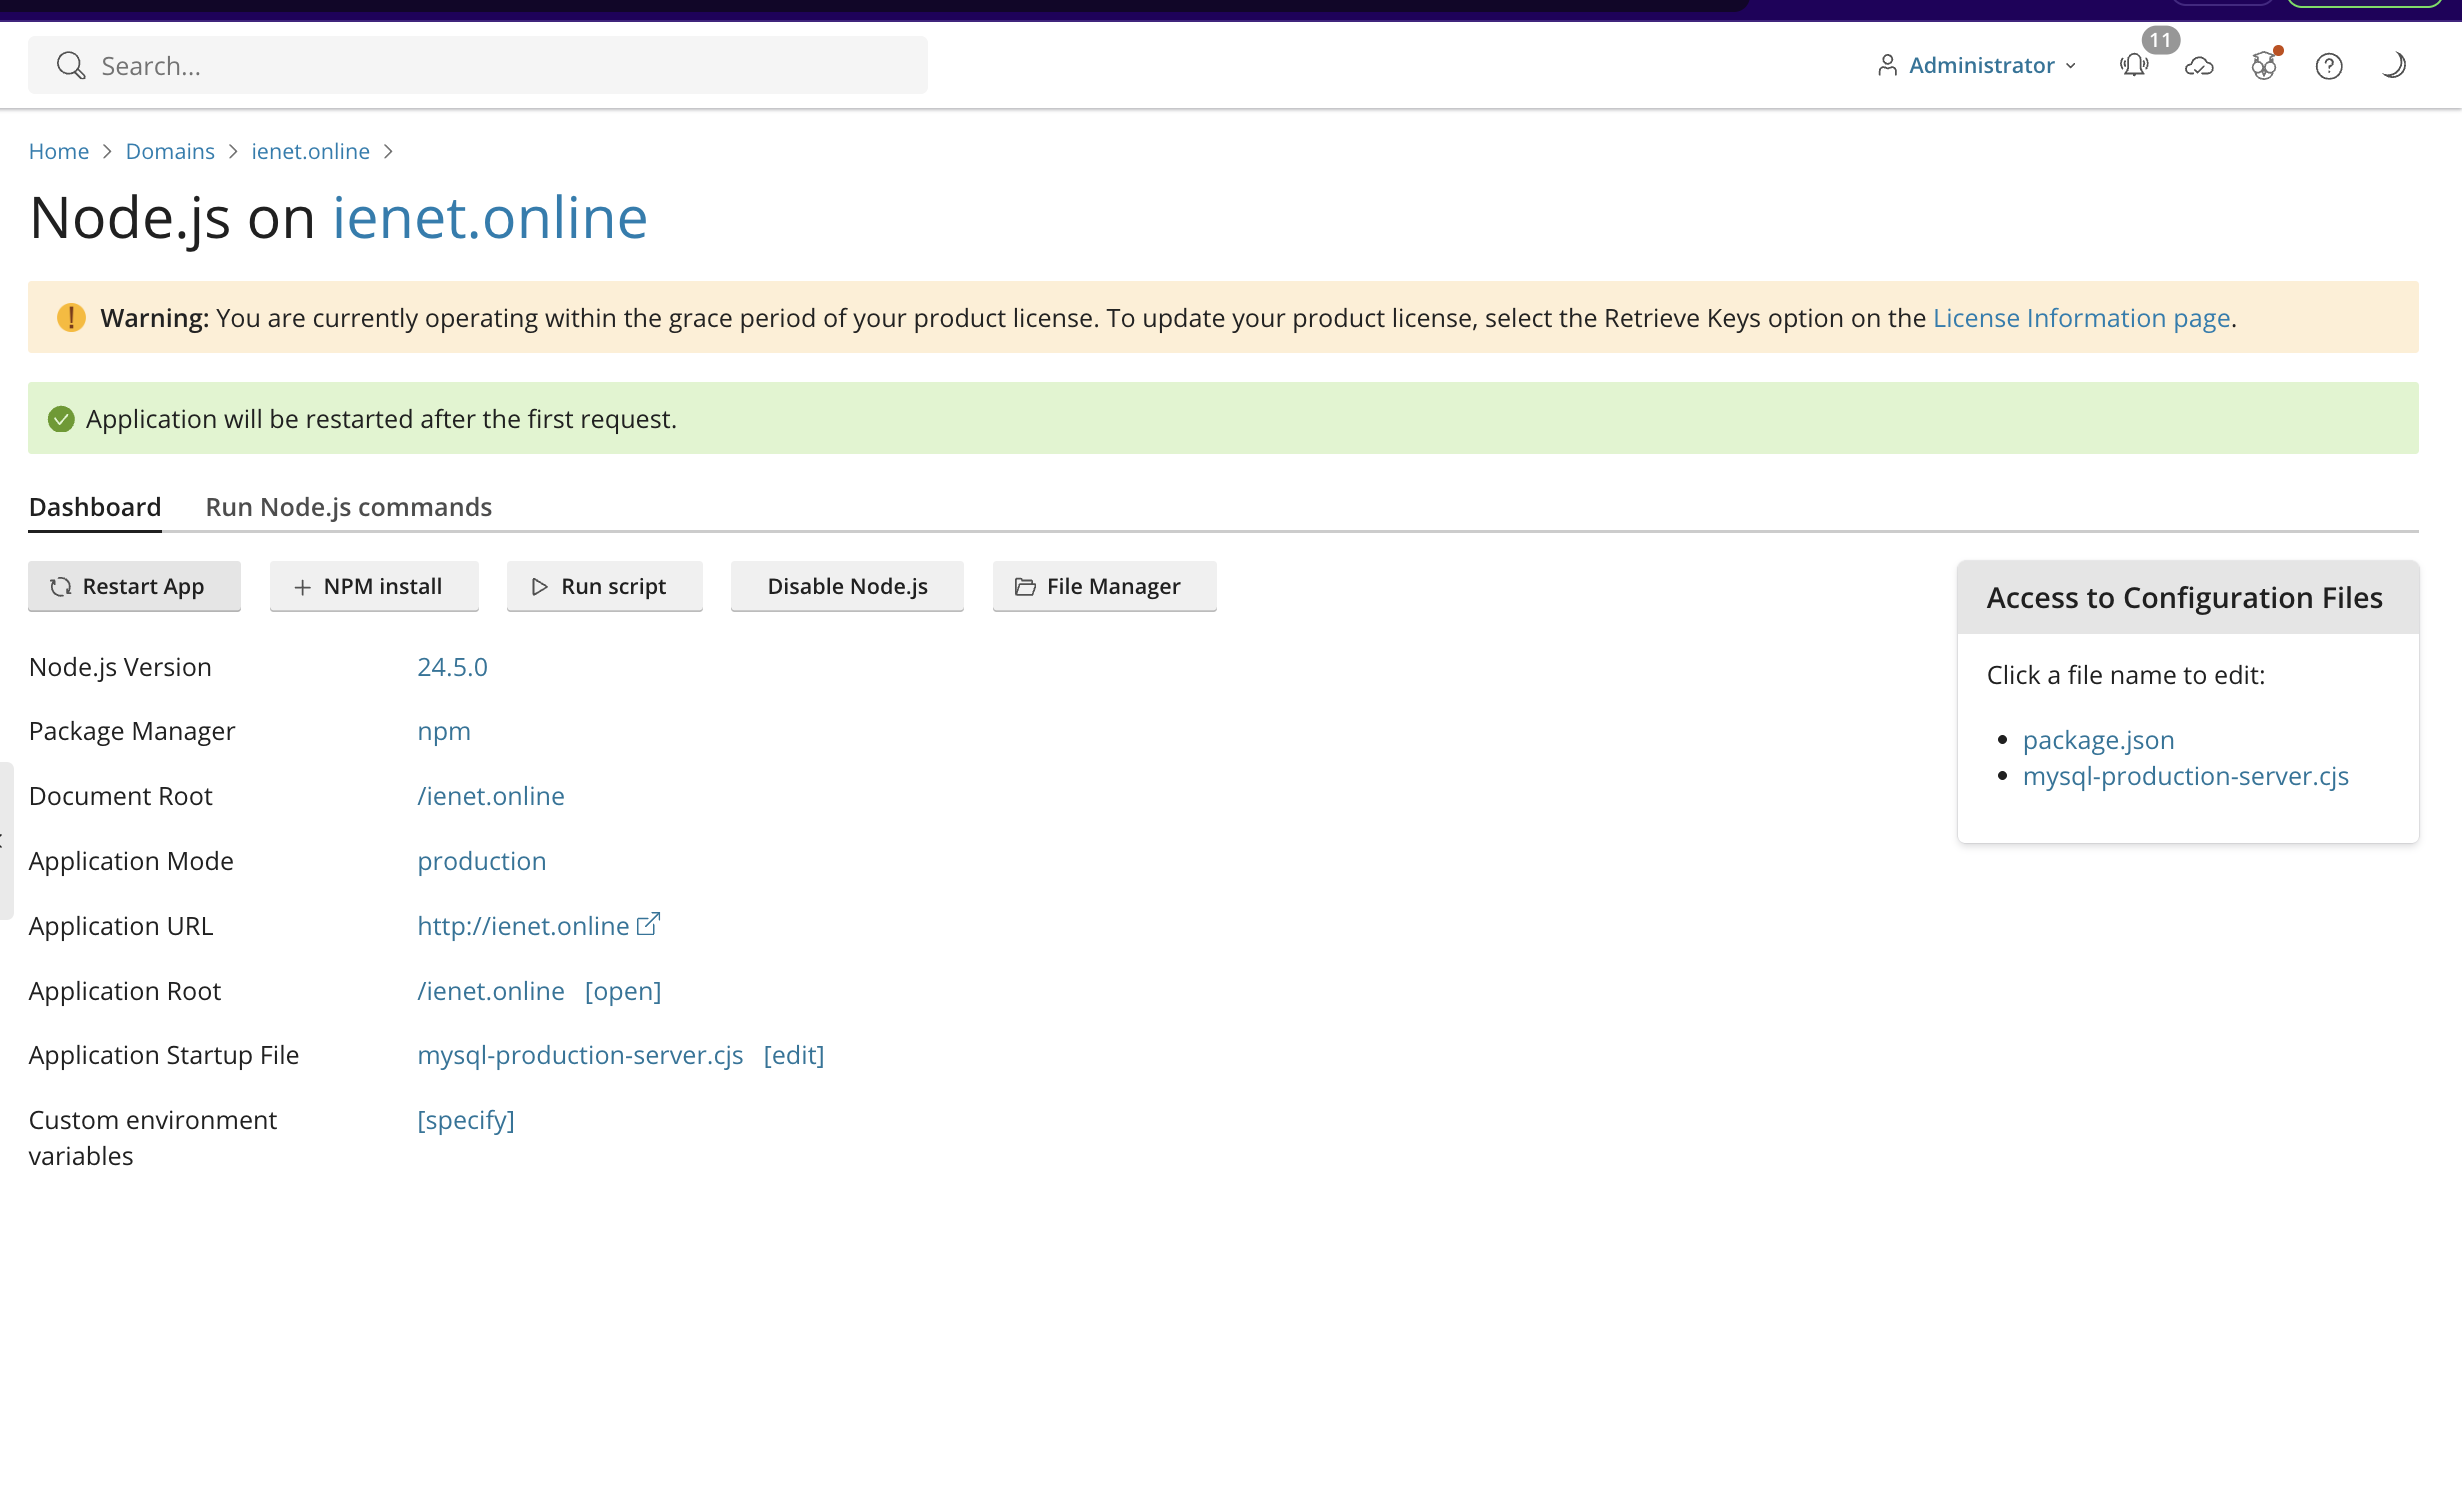 Search...
Administrator
11
Home > Domains > ienet.online >
Node.js on ienet.online
Warning: You are currently operating within the grace period of your product license. To update your product license, select the Retrieve Keys option on the License Information page.
Application will be restarted after the first request.
Dashboard Run Node.js commands
Restart App NPM install Run script Disable Node.js File Manager
Node.js Version 24.5.0
Package Manager npm
Document Root /ienet.online
Application Mode production
Application URL http://ienet.online
Application Root /ienet.online [open]
Application Startup File mysql-production-server.cjs [edit]
Custom environment [specify]
variables
Access to Configuration Files
Click a file name to edit:
• package.json
• mysql-production-server.cjs